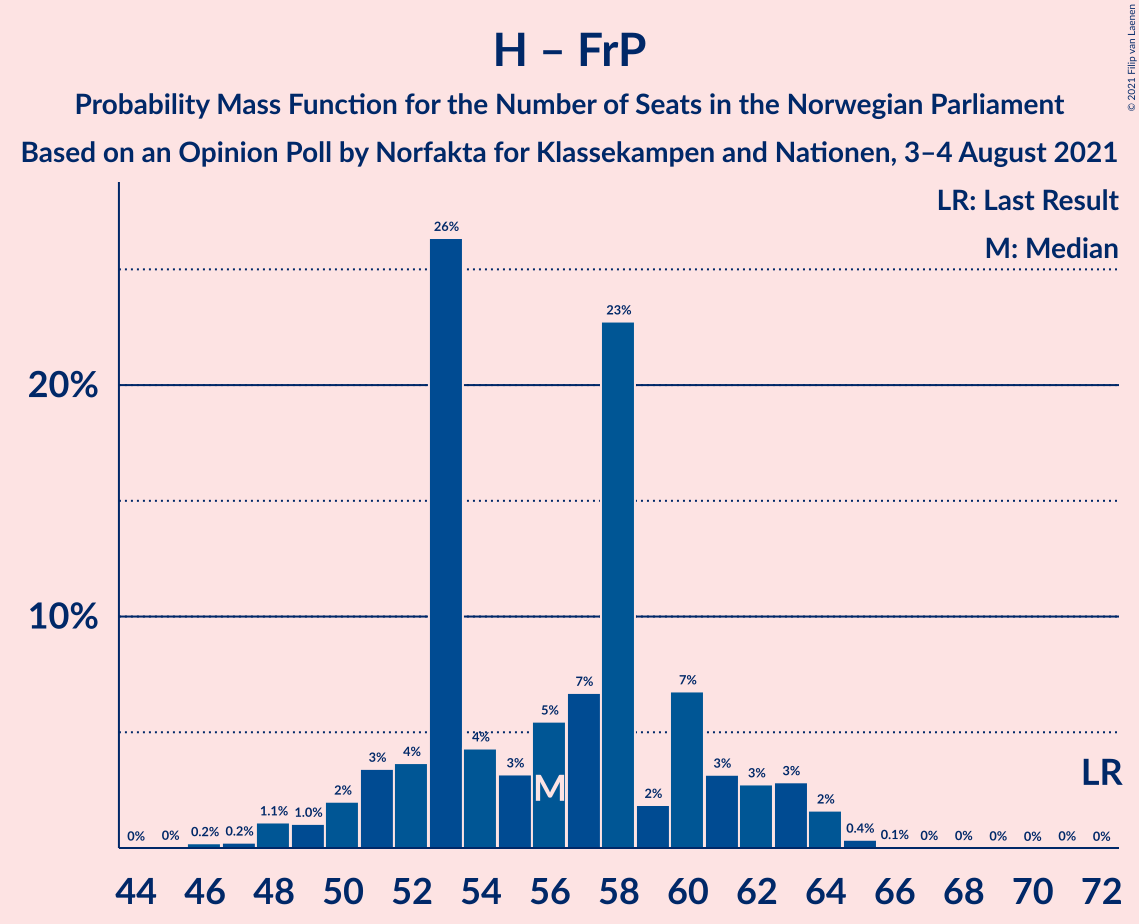 © 2021 Filip van Laenen
H – FrP
Probability Mass Function for the Number of Seats in the Norwegian Parliament
Based on an Opinion Poll by Norfakta for Klassekampen and Nationen, 3–4 August 2021
LR: Last Result
M: Median
20%
10%
0% 0% 0.2% 0.2% 1.1% 1.0% 2% 3% 4% 26% 4% 3% 5% 7% 23% 2% 7% 3% 3% 3% 2% 0.4% 0.1% 0% 0% 0% 0% 0% 0%
M
LR
44 46 48 50 52 54 56 58 60 62 64 66 68 70 72